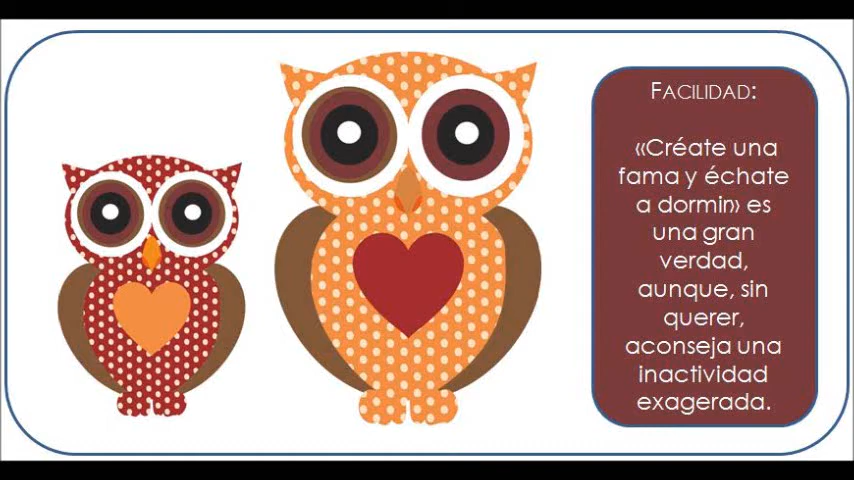 FACILIDAD:
«Créate una
fama y échate
a dormir» es
una gran
verdad,
aunque, sin
querer,
aconseja una
inactividad
exagerada.